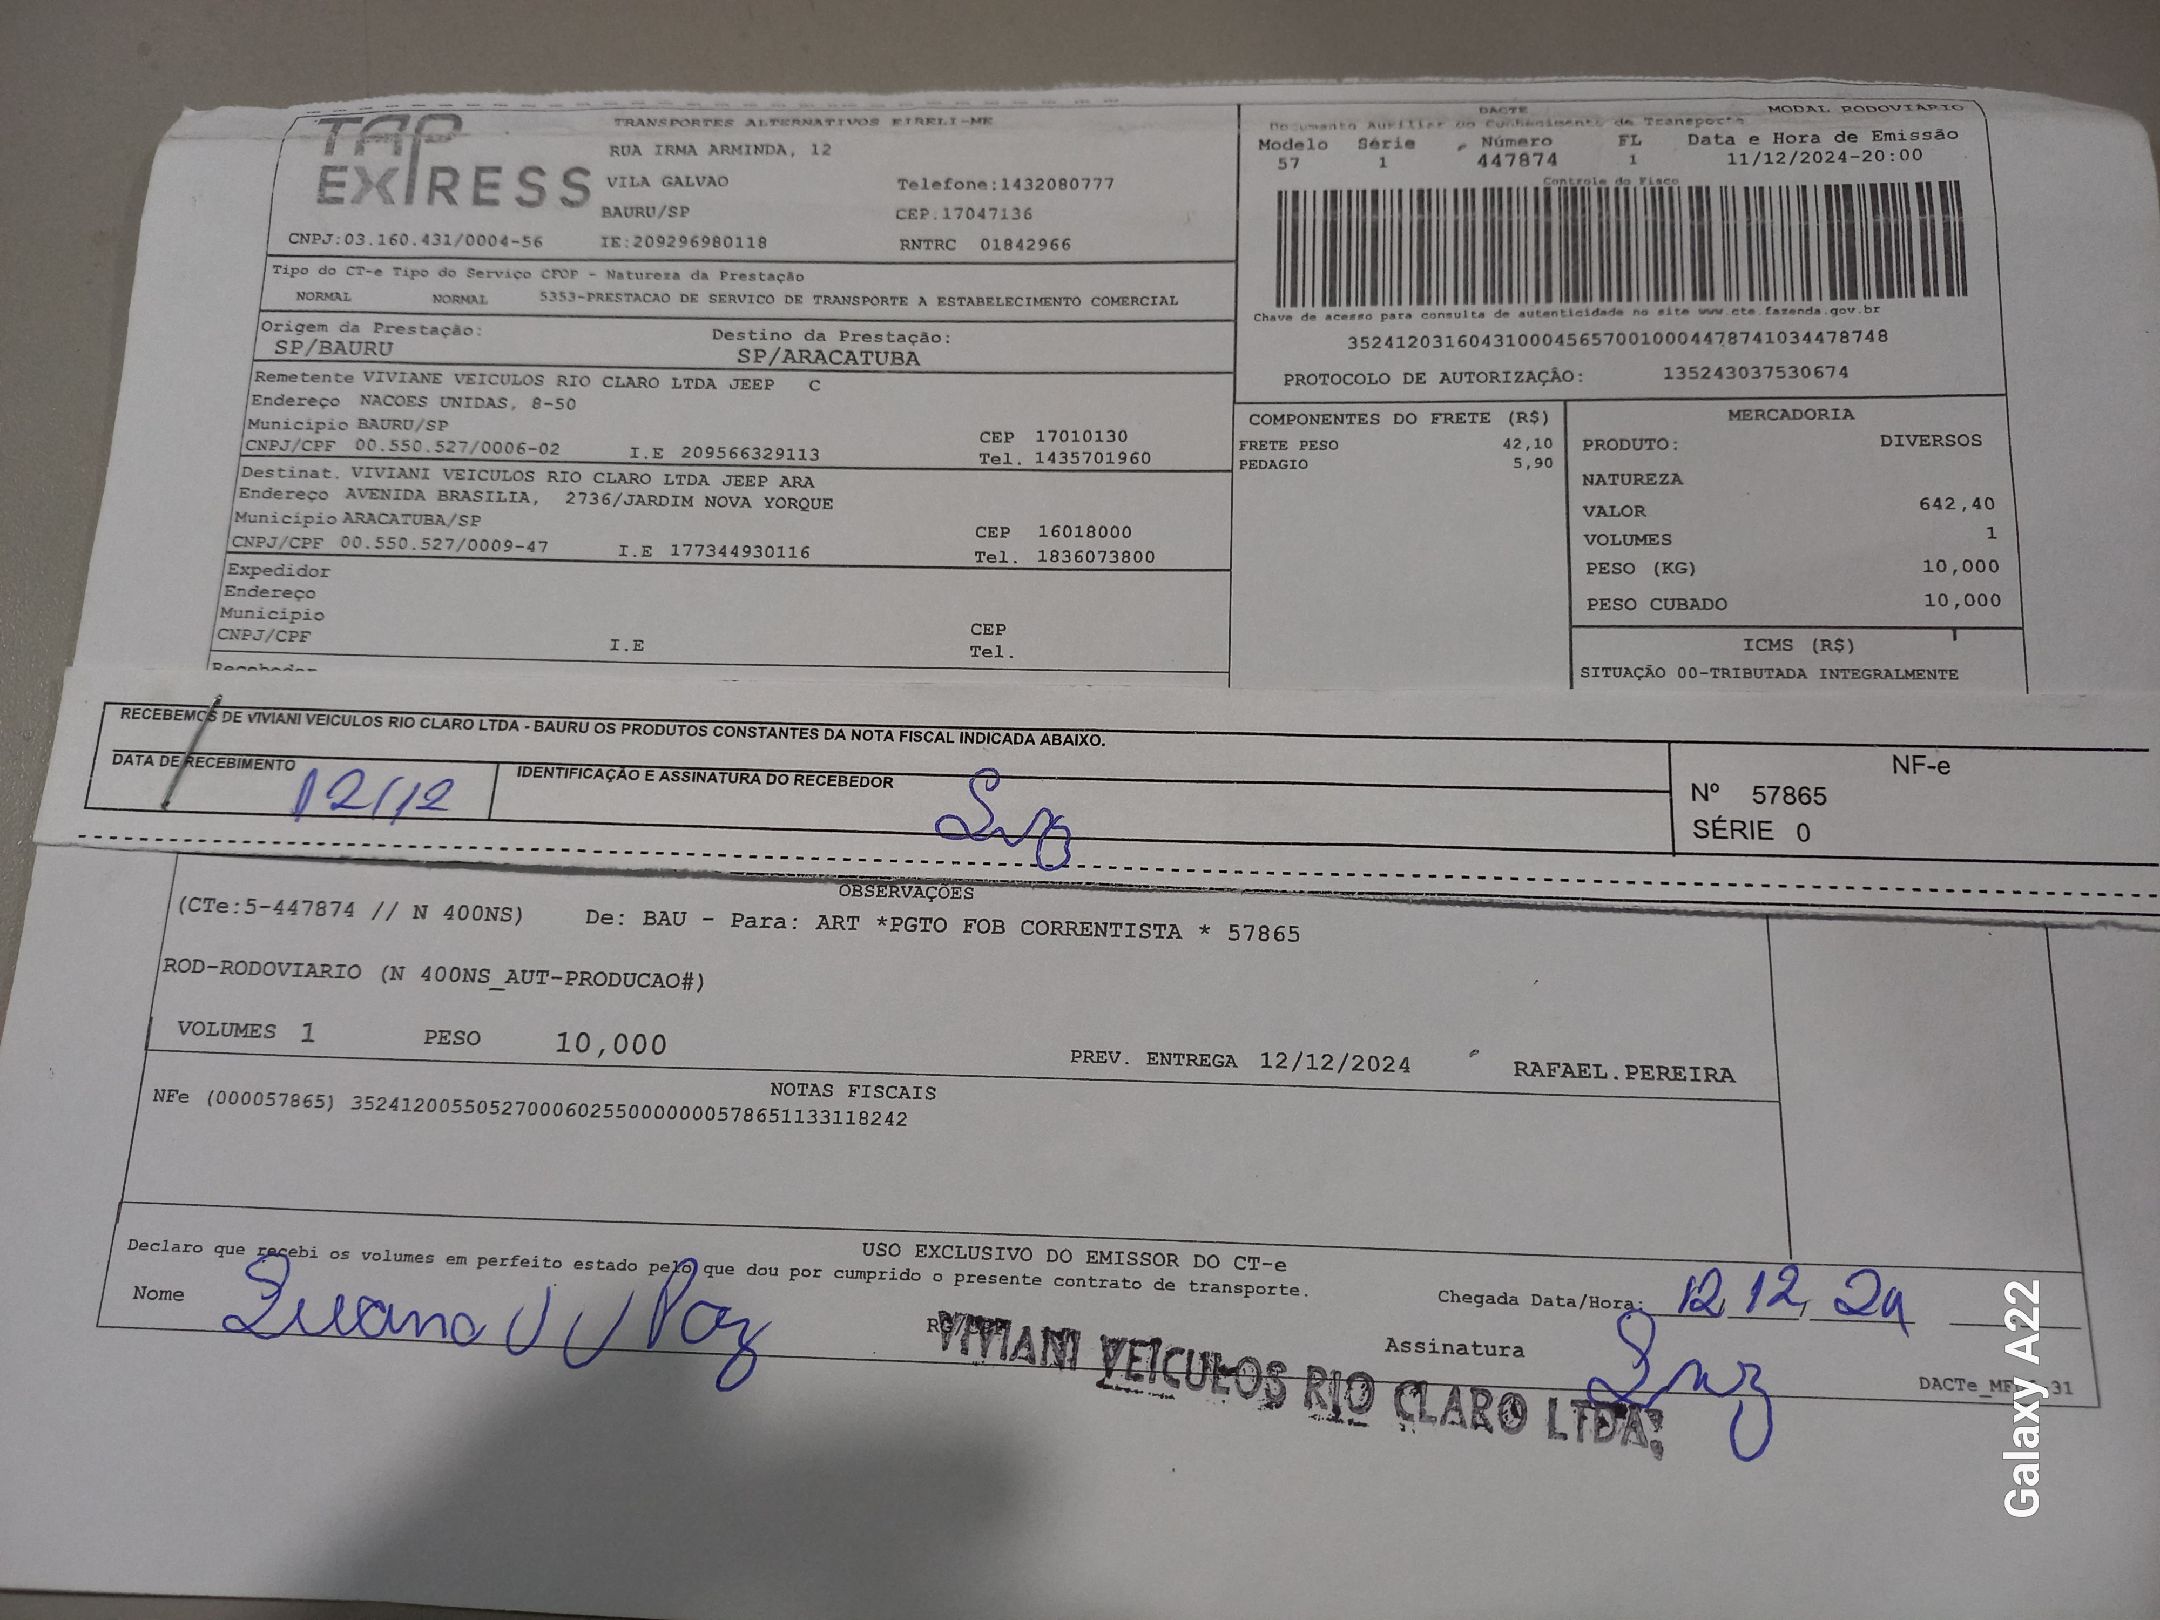 TAP EXPRESS
TRANSPORTES ALTERNATIVOS EIRELI-ME
RUA IRMA ARMINDA, 12
VILA GALVAO Telefone:1432080777
BAURU/SP CEP.17047136
CNPJ:03.160.431/0004-56 IE:209296980118 RNTRC 01842966
DACTE MODAL RODOVIARIO
Documento Auxiliar do Conhecimento de Transporte
Modelo Série Número FL Data e Hora de Emissão
57 1 447874 1 11/12/2024-20:00
Controle do Fisco
Chave de acesso para consulta de autenticidade no site www.cte.fazenda.gov.br
35241203160431000456570010004478741034478748
PROTOCOLO DE AUTORIZAÇÃO: 135243037530674
Tipo do CT-e Tipo do Serviço CFOP - Natureza da Prestação
NORMAL NORMAL 5353-PRESTACAO DE SERVICO DE TRANSPORTE A ESTABELECIMENTO COMERCIAL
Origem da Prestação: Destino da Prestação:
SP/BAURU SP/ARACATUBA
Remetente VIVIANE VEICULOS RIO CLARO LTDA JEEP C
Endereço NACOES UNIDAS, 8-50
Município BAURU/SP CEP 17010130
CNPJ/CPF 00.550.527/0006-02 I.E 209566329113 Tel. 1435701960
Destinat. VIVIANI VEICULOS RIO CLARO LTDA JEEP ARA
Endereço AVENIDA BRASILIA, 2736/JARDIM NOVA YORQUE
Município ARACATUBA/SP CEP 16018000
CNPJ/CPF 00.550.527/0009-47 I.E 177344930116 Tel. 1836073800
Expedidor
Endereço
Município CEP
CNPJ/CPF I.E Tel.
Recebedor
COMPONENTES DO FRETE (R$)
FRETE PESO 42,10
PEDAGIO 5,90
MERCADORIA
PRODUTO: DIVERSOS
NATUREZA
VALOR 642,40
VOLUMES 1
PESO (KG) 10,000
PESO CUBADO 10,000
ICMS (R$)
SITUAÇÃO 00-TRIBUTADA INTEGRALMENTE
RECEBEMOS DE VIVIANI VEICULOS RIO CLARO LTDA - BAURU OS PRODUTOS CONSTANTES DA NOTA FISCAL INDICADA ABAIXO.
DATA DE RECEBIMENTO IDENTIFICAÇÃO E ASSINATURA DO RECEBEDOR
12/12
NF-e
Nº 57865
SÉRIE 0
OBSERVAÇÕES
(CTe:5-447874 // N 400NS) De: BAU - Para: ART *PGTO FOB CORRENTISTA * 57865
ROD-RODOVIARIO (N 400NS_AUT-PRODUCAO#)
VOLUMES 1 PESO 10,000 PREV. ENTREGA 12/12/2024 RAFAEL.PEREIRA
NOTAS FISCAIS
NFe (000057865) 35241200550527000602550000000578651133118242
USO EXCLUSIVO DO EMISSOR DO CT-e
Declaro que recebi os volumes em perfeito estado pelo que dou por cumprido o presente contrato de transporte.
Nome Chegada Data/Hora: 12 12 24
Assinatura
VIVIANI VEICULOS RIO CLARO LTDA.
31
Galaxy A22